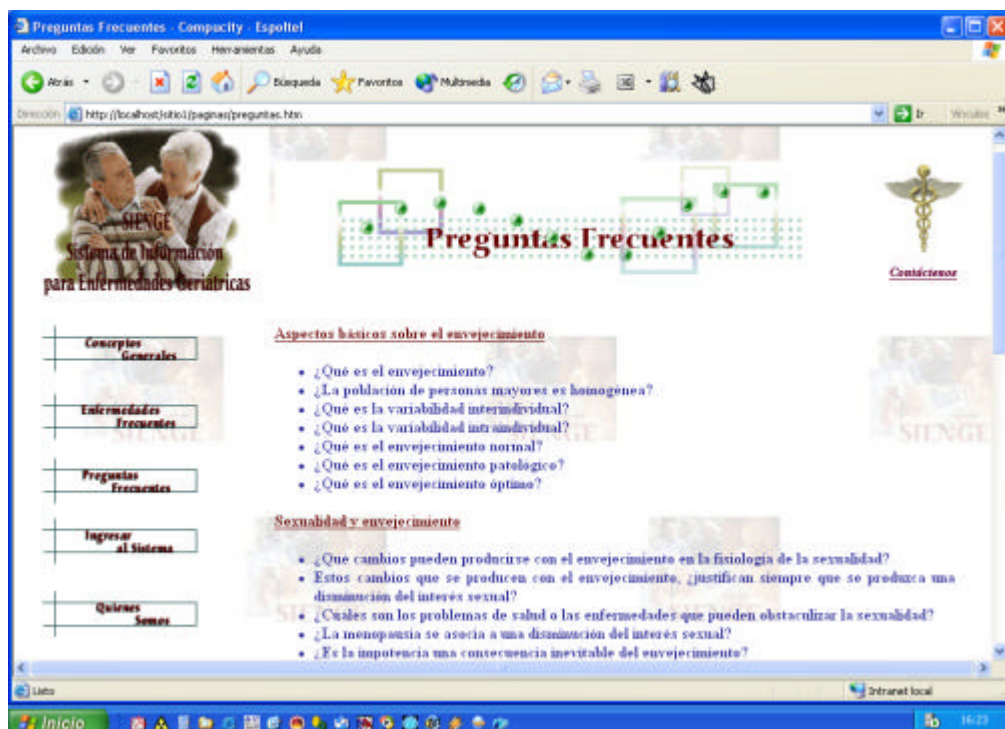 Preguntas Frecuentes - Compucity - Espoltel
Archivo Edición Ver Favoritos Herramientas Ayuda
Atrás Búsqueda Favoritos Multimedia
Dirección http://localhost/sitio1/paginas/preguntas.htm Ir Vínculos
SIENGE
Sistema de Información
para Enfermedades Geriátricas
Preguntas Frecuentes
Contáctenos
Conceptos
Generales
Enfermedades
Frecuentes
Preguntas
Frecuentes
Ingresar
al Sistema
Quienes
Somos
Aspectos básicos sobre el envejecimiento
• ¿Qué es el envejecimiento?
• ¿La población de personas mayores es homogénea?
• ¿Qué es la variabilidad interindividual?
• ¿Qué es la variabilidad intraindividual?
• ¿Qué es el envejecimiento normal?
• ¿Qué es el envejecimiento patológico?
• ¿Qué es el envejecimiento óptimo?
Sexualidad y envejecimiento
• ¿Que cambios pueden producirse con el envejecimiento en la fisiología de la sexualidad?
• Estos cambios que se producen con el envejecimiento, ¿justifican siempre que se produzca una
disminución del interés sexual?
• ¿Cuáles son los problemas de salud o las enfermedades que pueden obstaculizar la sexualidad?
• ¿La menopausia se asocia a una disminución del interés sexual?
• ¿Es la impotencia una consecuencia inevitable del envejecimiento?
SIENGE
SIENGE
SIENGE
Listo Intranet local
Inicio 16:23